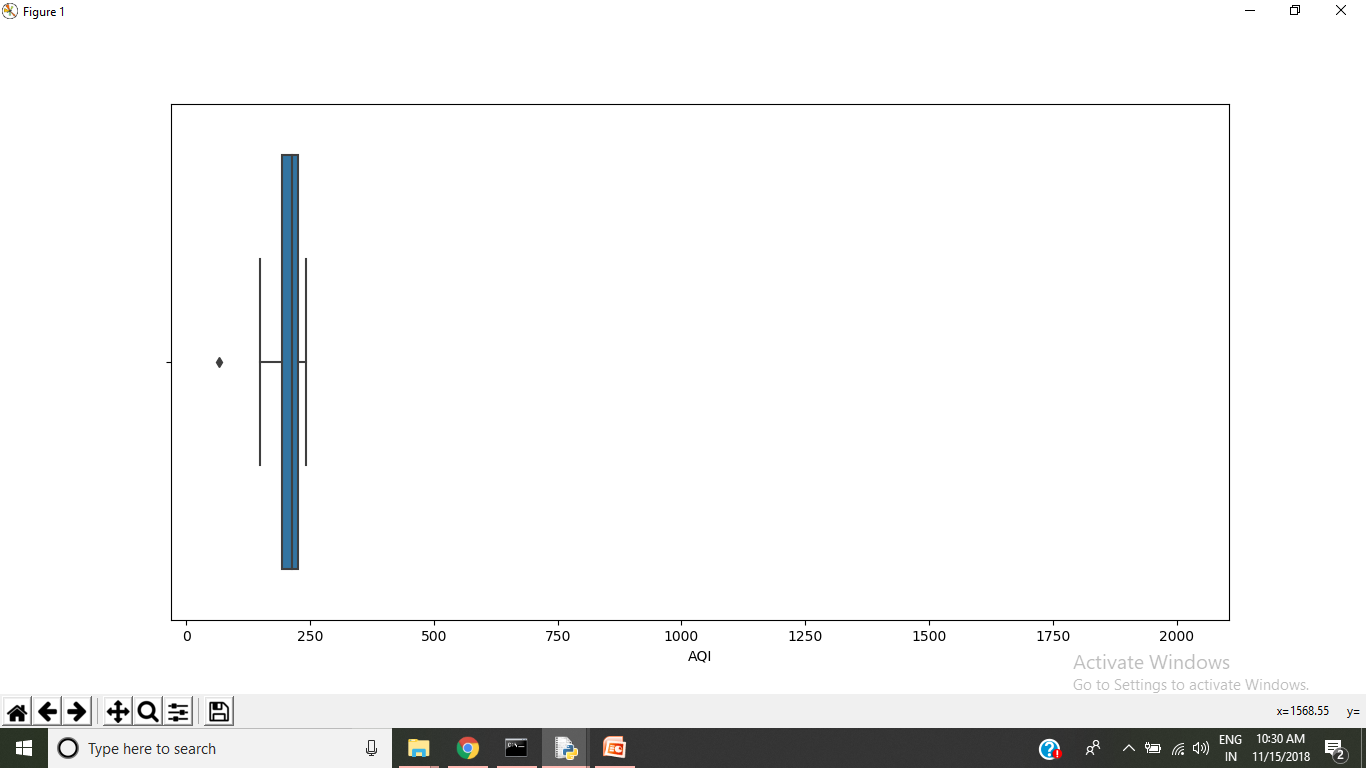 Figure 1
0 250 500 750 1000 1250 1500 1750 2000
AQI
Activate Windows
Go to Settings to activate Windows.
x=1568.55 y=
Type here to search
ENG
IN
10:30 AM
11/15/2018
2